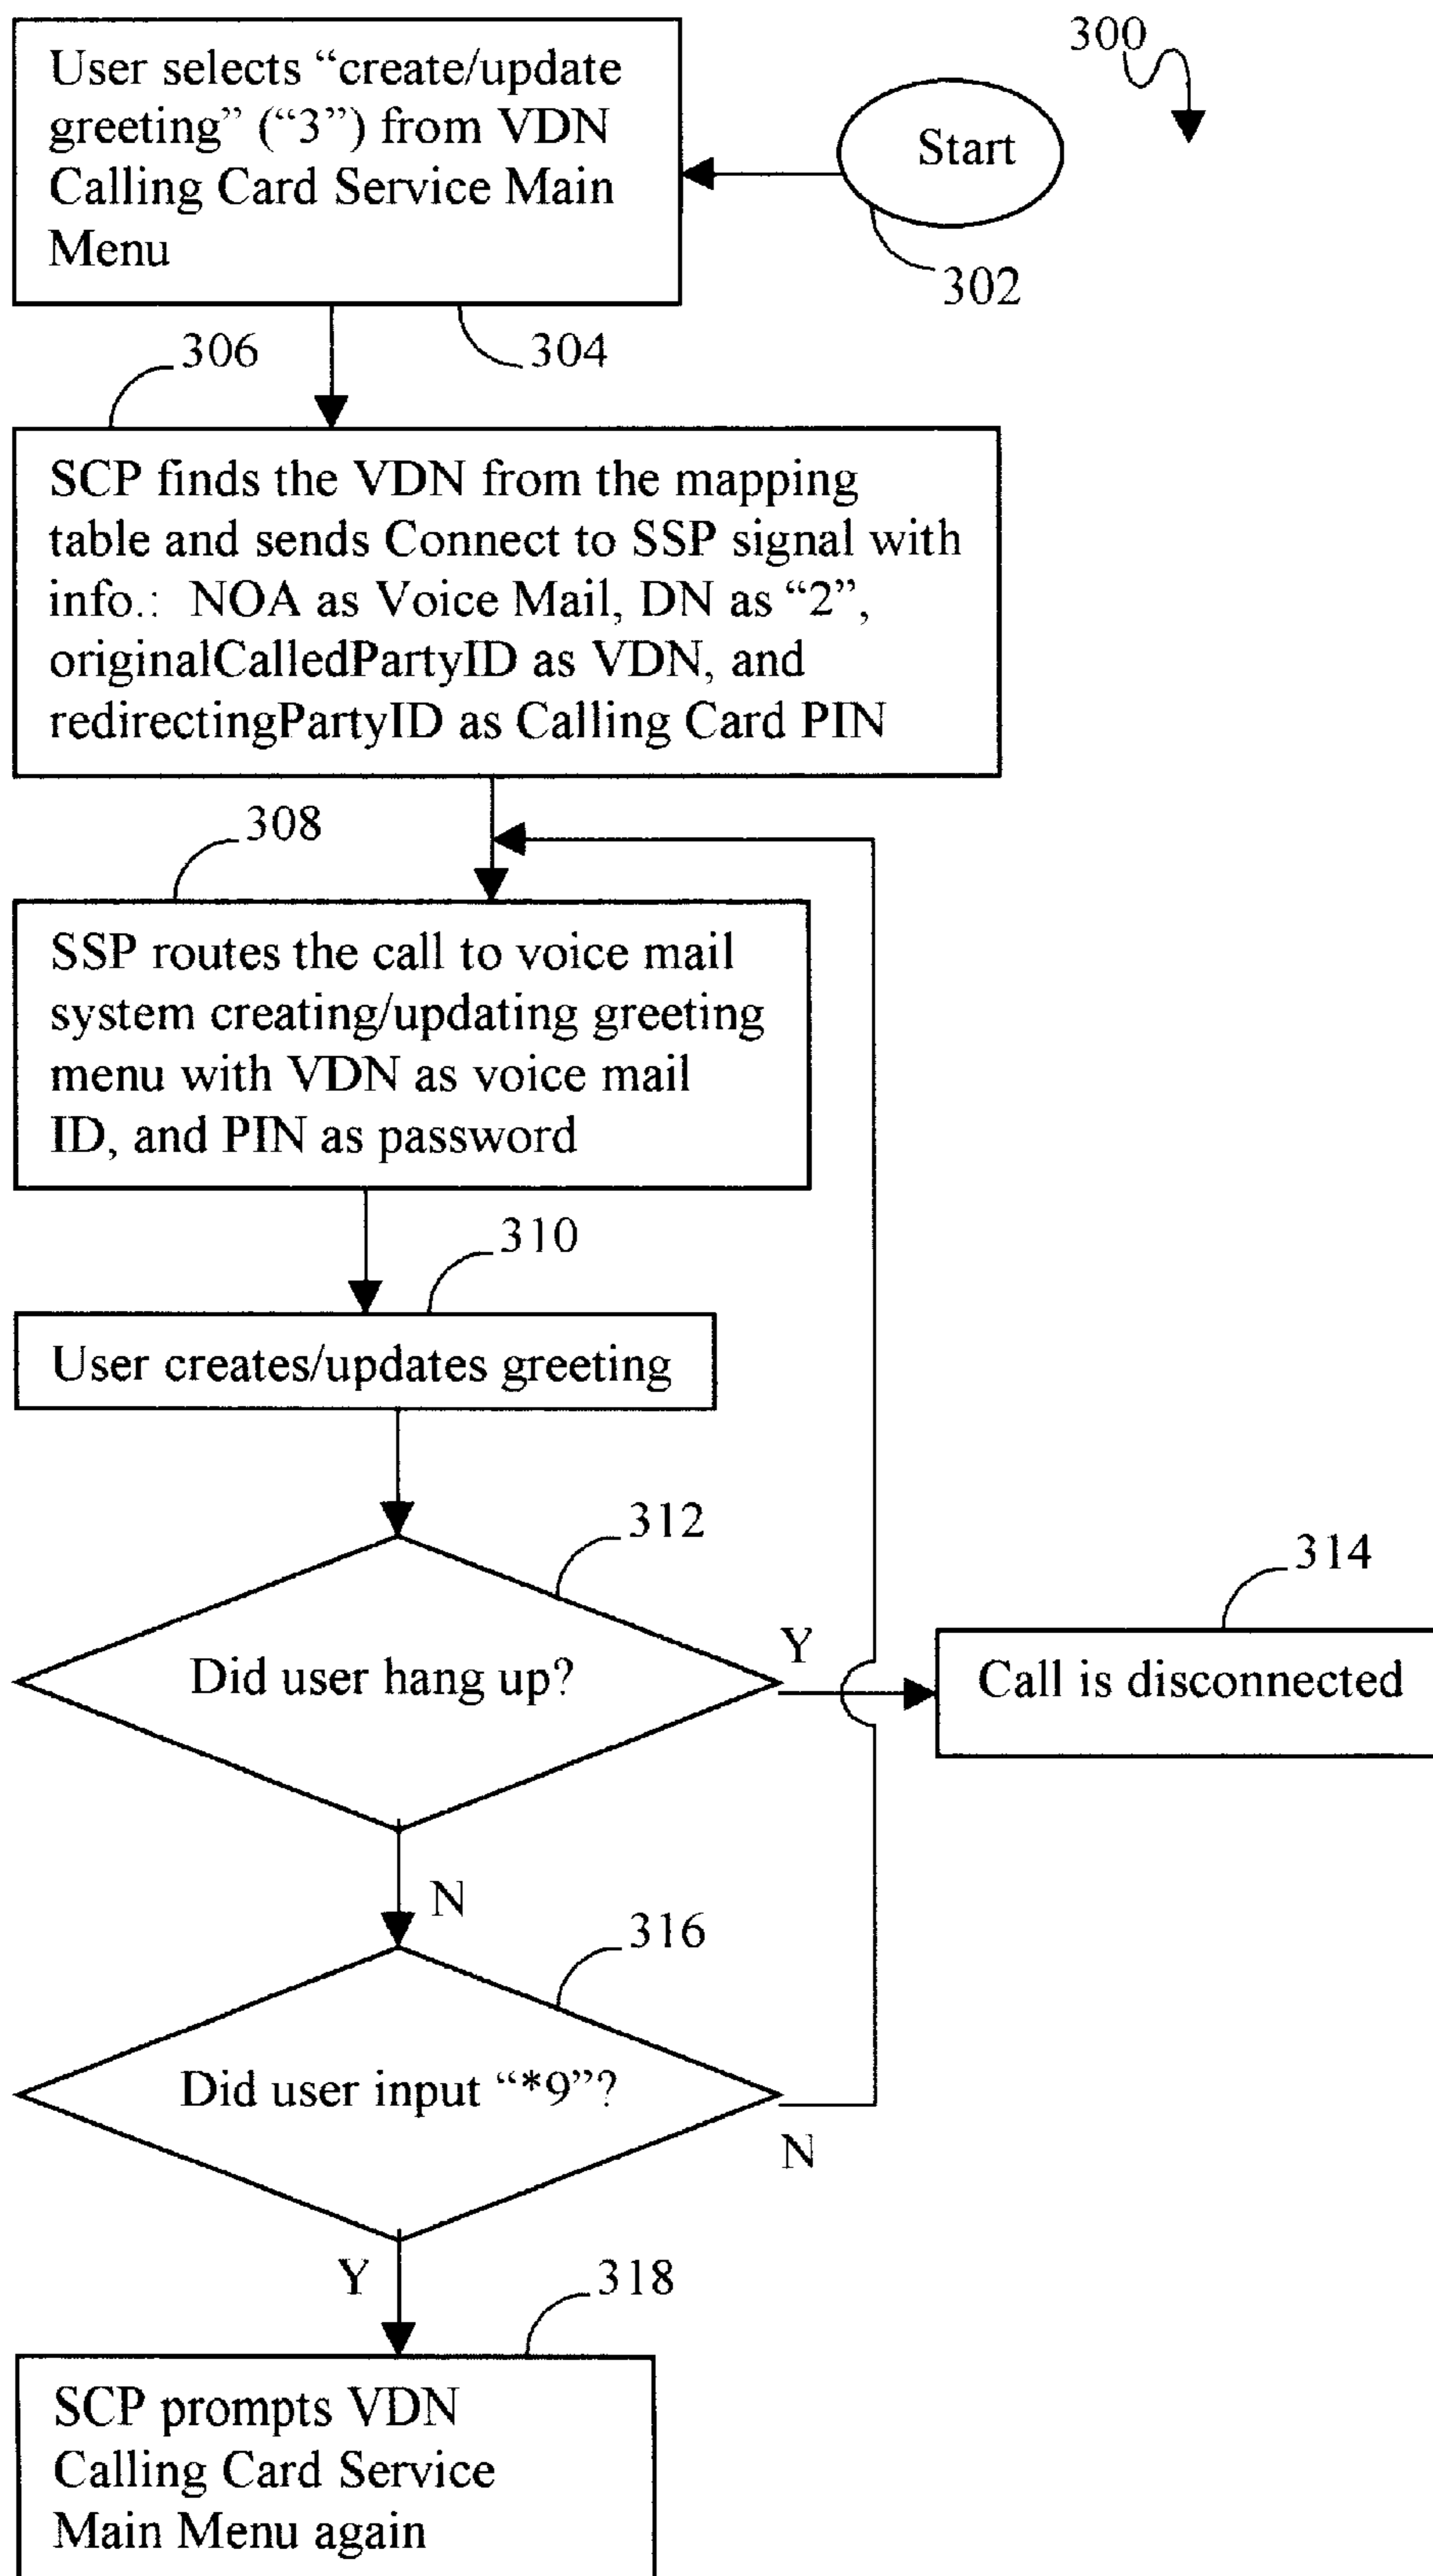 300
Start
302
User selects “create/update
greeting” (“3”) from VDN
Calling Card Service Main
Menu
304
306
SCP finds the VDN from the mapping
table and sends Connect to SSP signal with
info.: NOA as Voice Mail, DN as “2”,
originalCalledPartyID as VDN, and
redirectingPartyID as Calling Card PIN
308
SSP routes the call to voice mail
system creating/updating greeting
menu with VDN as voice mail
ID, and PIN as password
310
User creates/updates greeting
312
Did user hang up?
Y
314
Call is disconnected
N
316
Did user input “*9”?
N
Y
318
SCP prompts VDN
Calling Card Service
Main Menu again